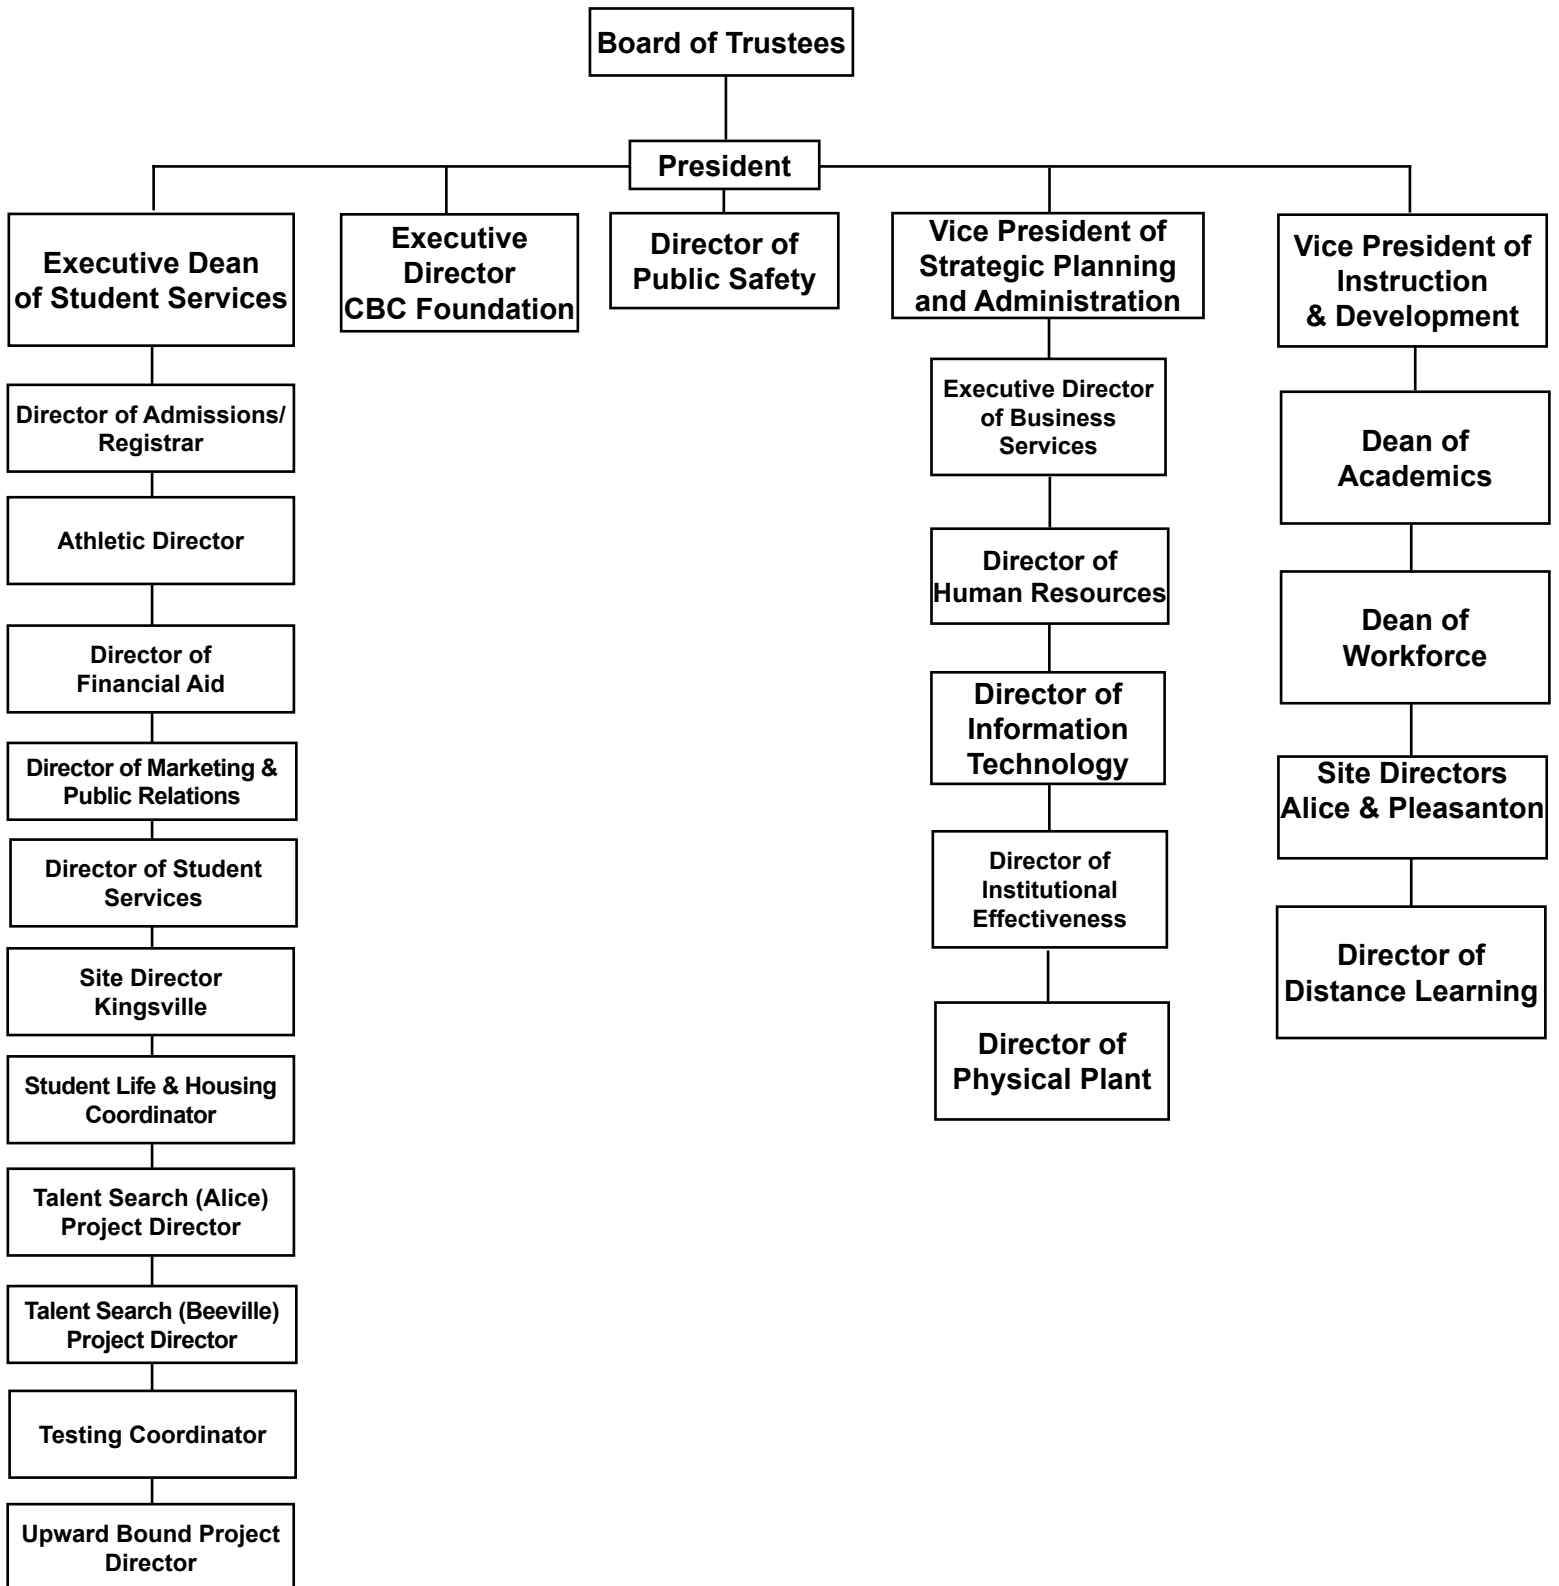 Board of Trustees
President
Executive Dean
of Student Services
Executive
Director
CBC Foundation
Director of
Public Safety
Vice President of
Strategic Planning
and Administration
Vice President of
Instruction
& Development
Director of Admissions/
Registrar
Athletic Director
Director of
Financial Aid
Director of Marketing &
Public Relations
Director of Student
Services
Site Director
Kingsville
Student Life & Housing
Coordinator
Talent Search (Alice)
Project Director
Talent Search (Beeville)
Project Director
Testing Coordinator
Upward Bound Project
Director
Executive Director
of Business
Services
Director of
Human Resources
Director of
Information
Technology
Director of
Institutional
Effectiveness
Director of
Physical Plant
Dean of
Academics
Dean of
Workforce
Site Directors
Alice & Pleasanton
Director of
Distance Learning